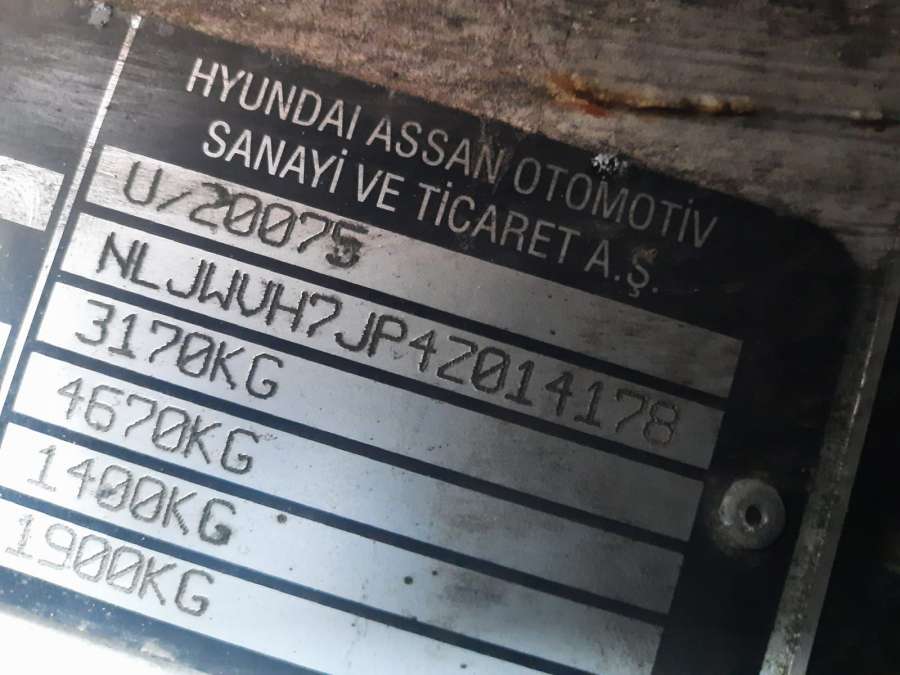 HYUNDAI ASSAN OTOMOTİV
SANAYİ VE TİCARET A.Ş.
U/20075
NLJWVH7JP4Z014178
3170KG
4670KG
1400KG
1900KG